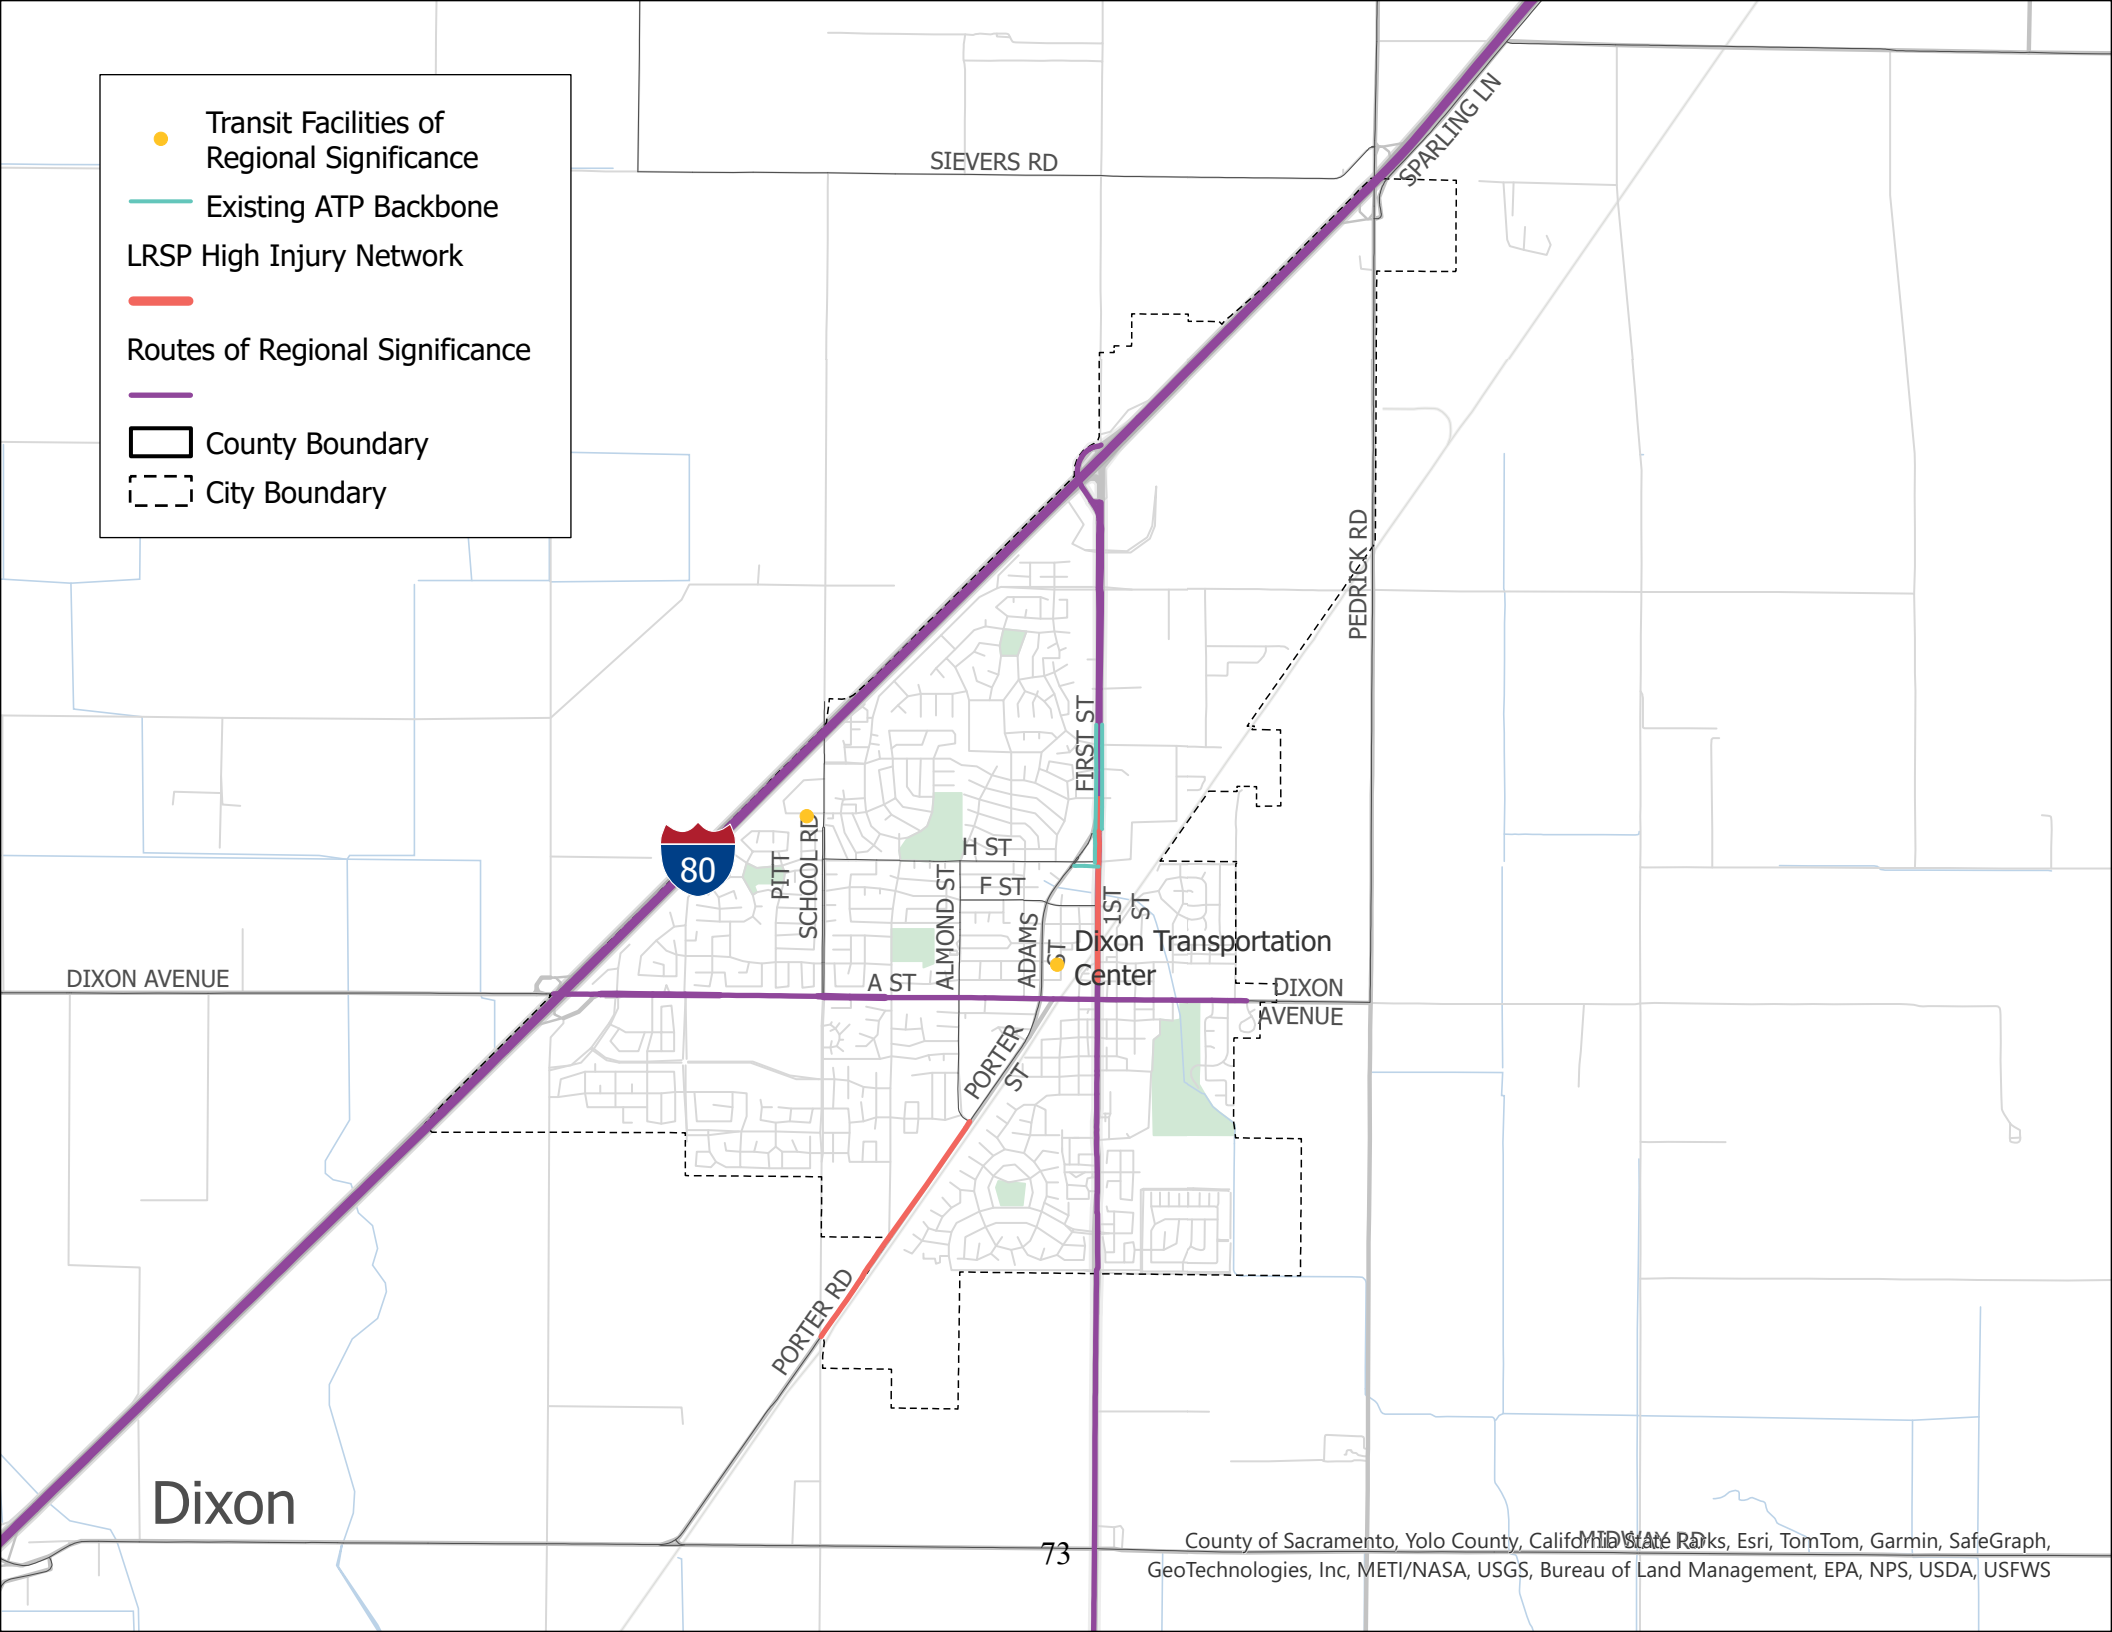 Transit Facilities of
Regional Significance
Existing ATP Backbone
LRSP High Injury Network
Routes of Regional Significance
County Boundary
City Boundary
SIEVERS RD
SPARLING LN
PEDRICK RD
FIRST ST
80
PITT
SCHOOL RD
H ST
F ST
ALMOND ST
ADAMS
ST
1ST
ST
Dixon Transportation
Center
DIXON AVENUE
A ST
DIXON
AVENUE
PORTER
ST
PORTER RD
Dixon
MIDWAY RD
73
County of Sacramento, Yolo County, California State Parks, Esri, TomTom, Garmin, SafeGraph,
GeoTechnologies, Inc, METI/NASA, USGS, Bureau of Land Management, EPA, NPS, USDA, USFWS